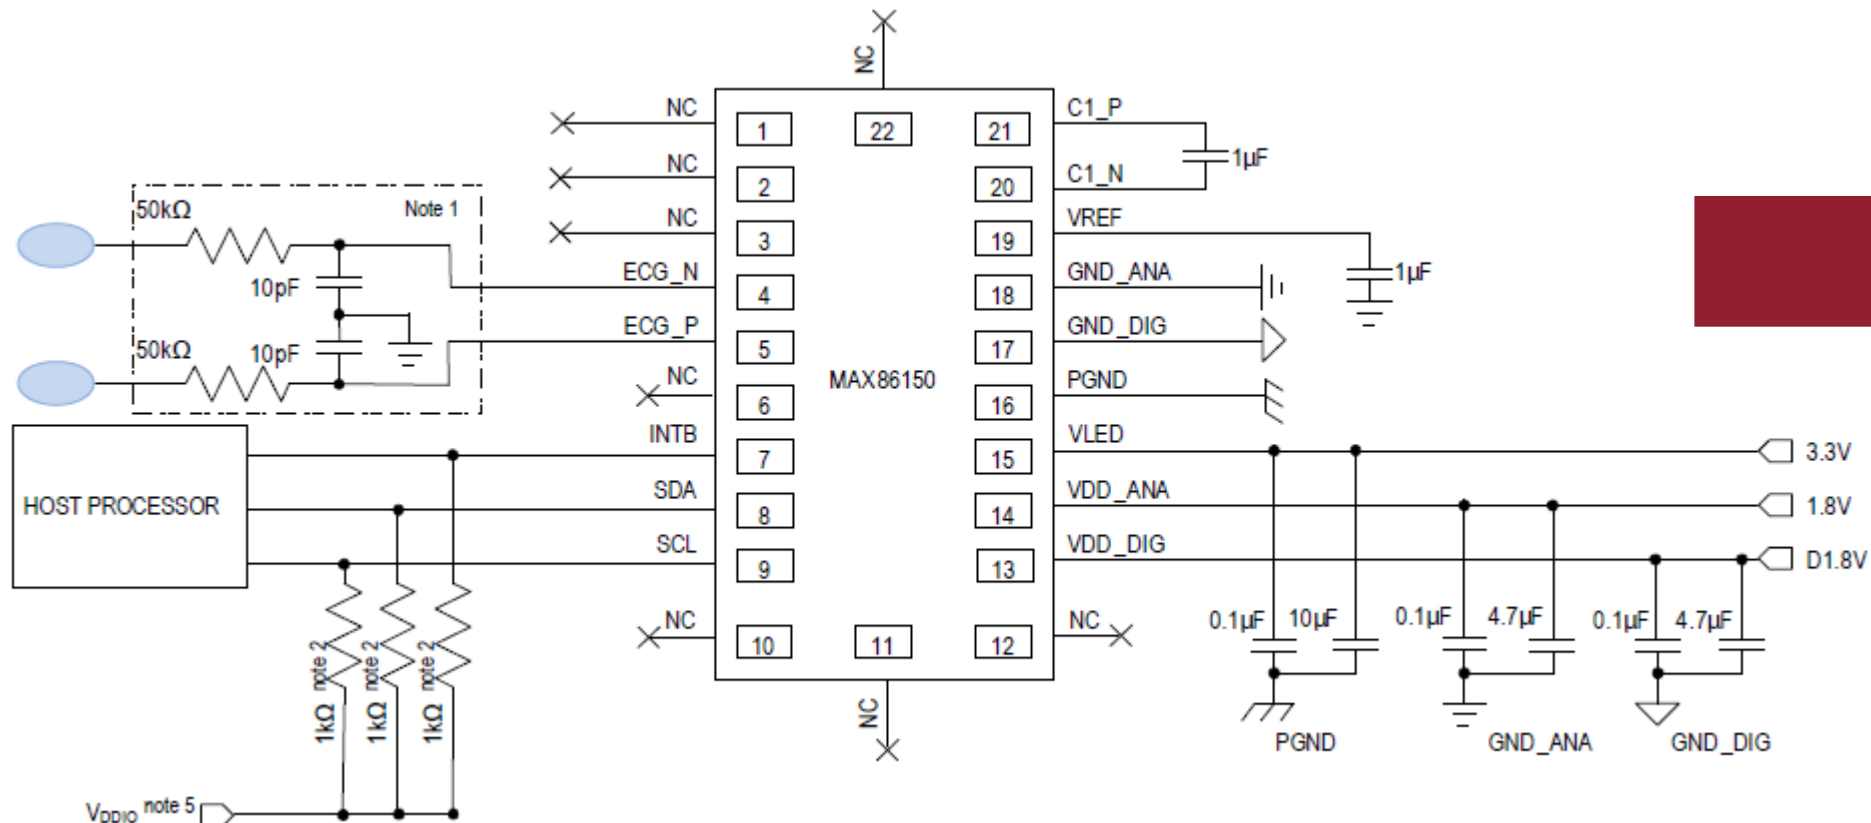 NC
NC
1
22
21
C1_P
1µF
NC
2
20
C1_N
50kΩ
Note 1
NC
3
19
VREF
10pF
ECG_N
4
18
GND_ANA
1µF
50kΩ
10pF
ECG_P
5
17
GND_DIG
MAX86150
NC
6
16
PGND
HOST PROCESSOR
INTB
7
15
VLED
3.3V
SDA
8
14
VDD_ANA
1.8V
SCL
9
13
VDD_DIG
D1.8V
NC
10
11
12
NC
0.1µF
10µF
0.1µF
4.7µF
0.1µF
4.7µF
1kΩ note 2
1kΩ note 2
1kΩ note 2
NC
PGND
GND_ANA
GND_DIG
VDDIO note 5